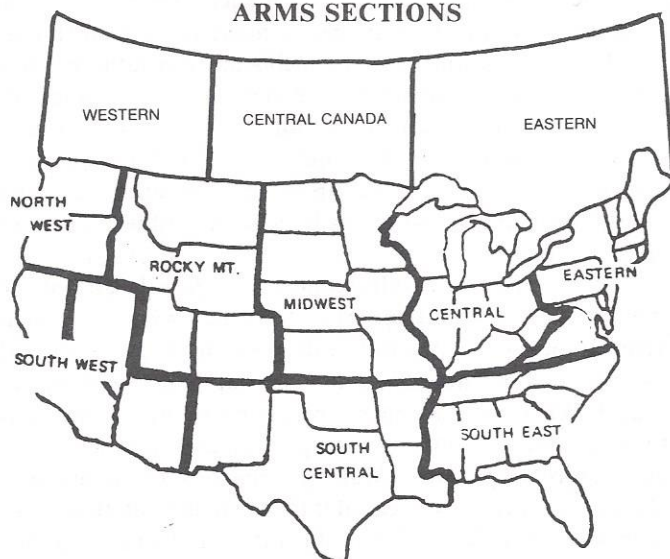 ARMS SECTIONS
WESTERN
CENTRAL CANADA
EASTERN
NORTH
WEST
ROCKY MT.
EASTERN
MIDWEST
CENTRAL
SOUTH WEST
SOUTH EAST
SOUTH
CENTRAL